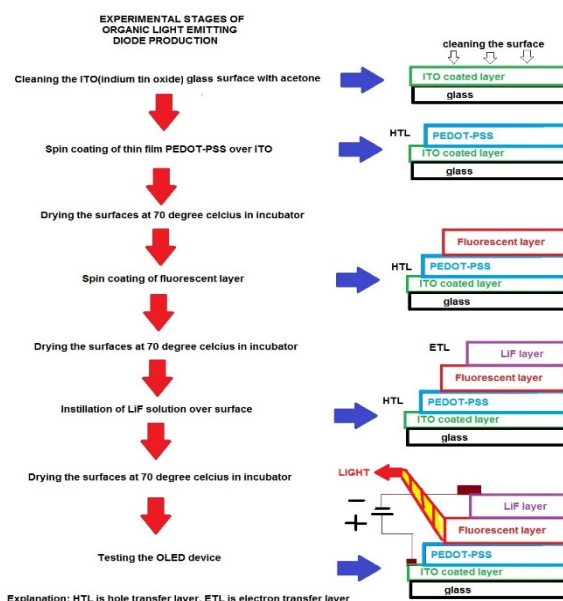 EXPERIMENTAL STAGES OF
ORGANIC LIGHT EMITTING
DIODE PRODUCTION
Cleaning the ITO(indium tin oxide) glass surface with acetone
cleaning the surface
ITO coated layer
glass
Spin coating of thin film PEDOT-PSS over ITO
HTL
PEDOT-PSS
ITO coated layer
glass
Drying the surfaces at 70 degree celcius in incubator
Spin coating of fluorescent layer
Fluorescent layer
HTL
PEDOT-PSS
ITO coated layer
glass
Drying the surfaces at 70 degree celcius in incubator
Instillation of LiF solution over surface
ETL
LiF layer
Fluorescent layer
HTL
PEDOT-PSS
ITO coated layer
glass
Drying the surfaces at 70 degree celcius in incubator
Testing the OLED device
LIGHT
−
+
LiF layer
Fluorescent layer
PEDOT-PSS
ITO coated layer
glass
Explanation: HTL is hole transfer layer, ETL is electron transfer layer